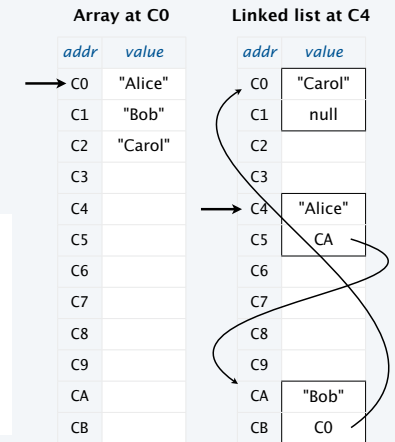 Array at C0 Linked list at C4
addr value addr value
C0 "Alice" C0 "Carol"
C1 "Bob" C1 null
C2 "Carol" C2
C3 C3
C4 C4 "Alice"
C5 C5 CA
C6 C6
C7 C7
C8 C8
C9 C9
CA CA "Bob"
CB CB C0